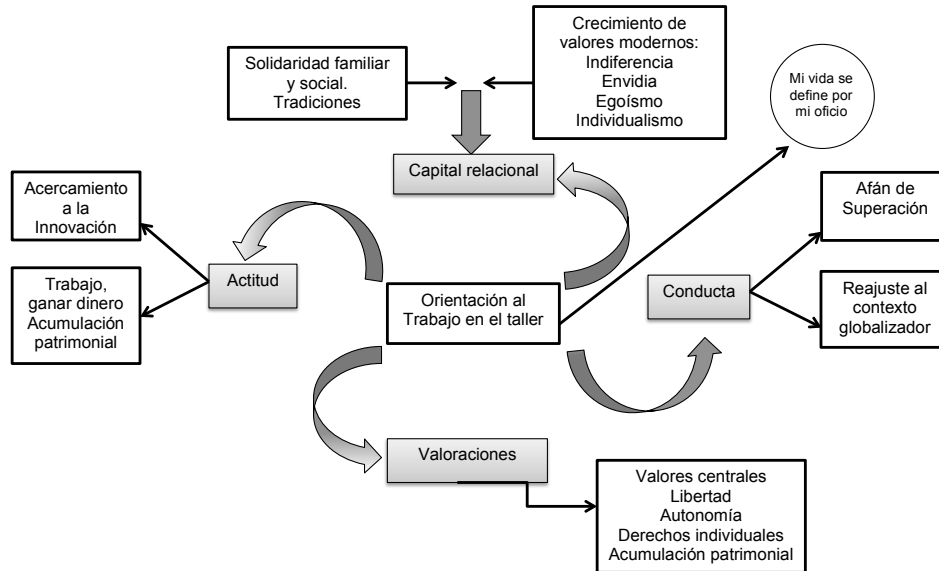 Solidaridad familiar
y social.
Tradiciones
Crecimiento de
valores modernos:
Indiferencia
Envidia
Egoísmo
Individualismo
Mi vida se
define por
mi oficio
Capital relacional
Acercamiento
a la
Innovación
Afán de
Superación
Actitud
Trabajo,
ganar dinero
Acumulación
patrimonial
Orientación al
Trabajo en el taller
Conducta
Reajuste al
contexto
globalizador
Valoraciones
Valores centrales
Libertad
Autonomía
Derechos individuales
Acumulación patrimonial